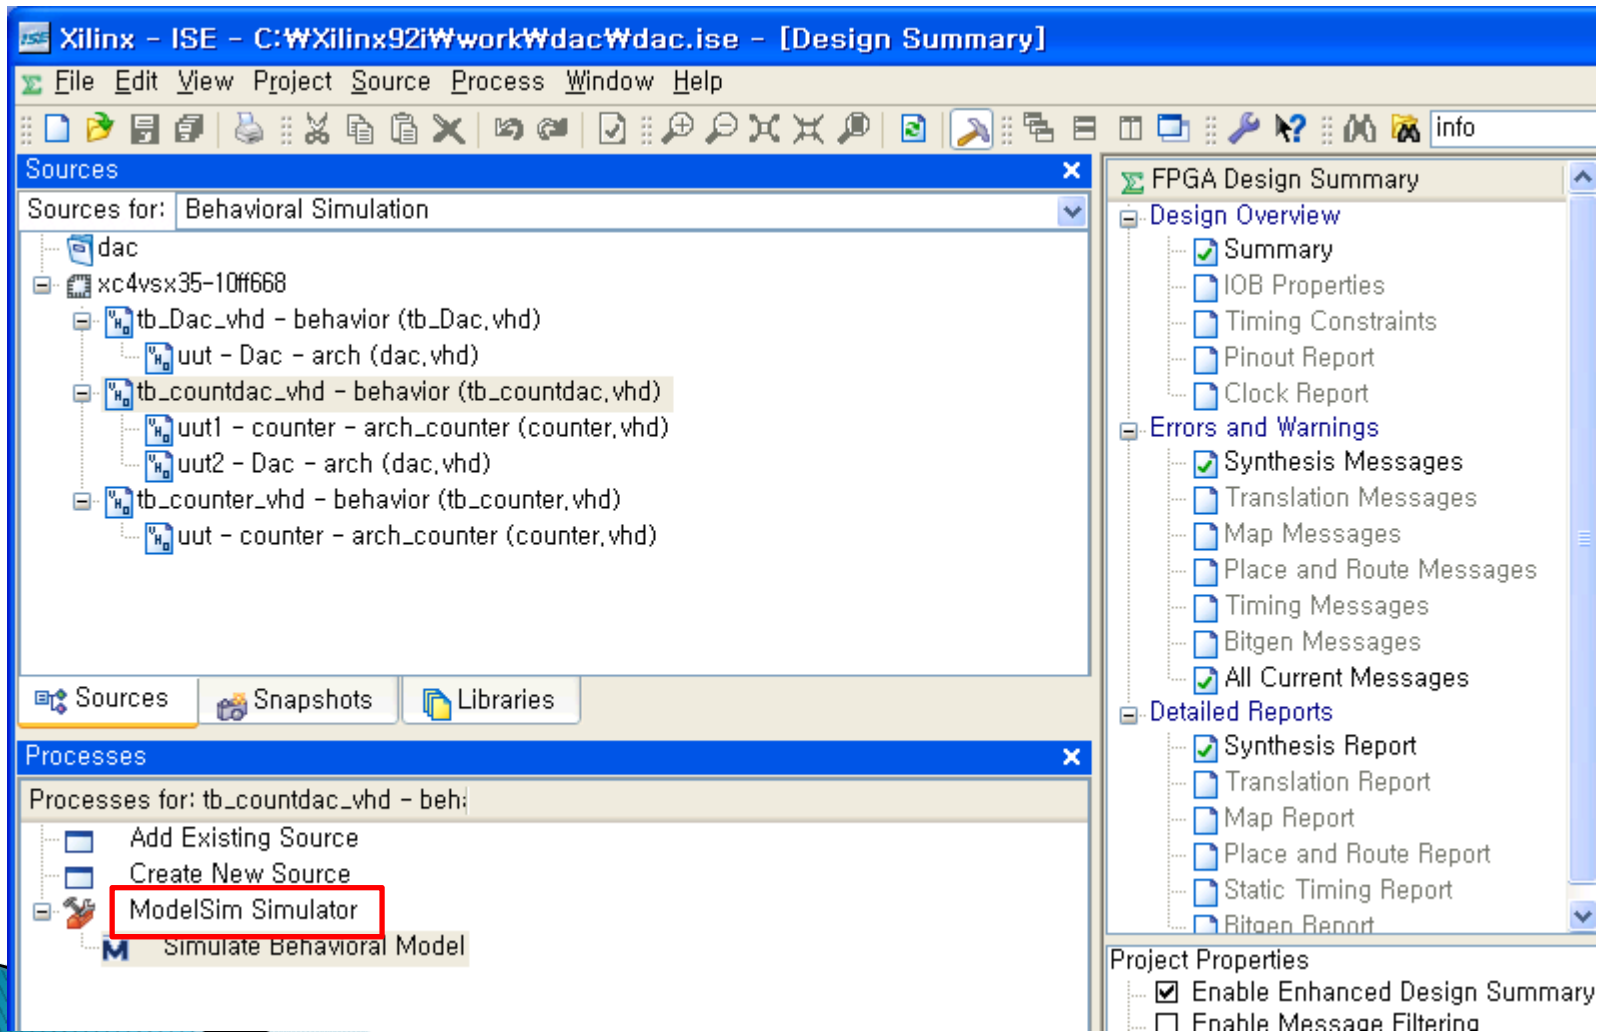 ISE Xilinx - ISE - C:₩Xilinx92i₩work₩dac₩dac.ise - [Design Summary]
File Edit View Project Source Process Window Help
info
Sources
Sources for: Behavioral Simulation
dac
xc4vsx35-10ff668
tb_Dac_vhd - behavior (tb_Dac.vhd)
uut - Dac - arch (dac.vhd)
tb_countdac_vhd - behavior (tb_countdac.vhd)
uut1 - counter - arch_counter (counter.vhd)
uut2 - Dac - arch (dac.vhd)
tb_counter_vhd - behavior (tb_counter.vhd)
uut - counter - arch_counter (counter.vhd)
Sources Snapshots Libraries
Processes
Processes for: tb_countdac_vhd - beh
Add Existing Source
Create New Source
ModelSim Simulator
Simulate Behavioral Model
FPGA Design Summary
Design Overview
Summary
IOB Properties
Timing Constraints
Pinout Report
Clock Report
Errors and Warnings
Synthesis Messages
Translation Messages
Map Messages
Place and Route Messages
Timing Messages
Bitgen Messages
All Current Messages
Detailed Reports
Synthesis Report
Translation Report
Map Report
Place and Route Report
Static Timing Report
Bitgen Report
Project Properties
Enable Enhanced Design Summary
Enable Message Filtering